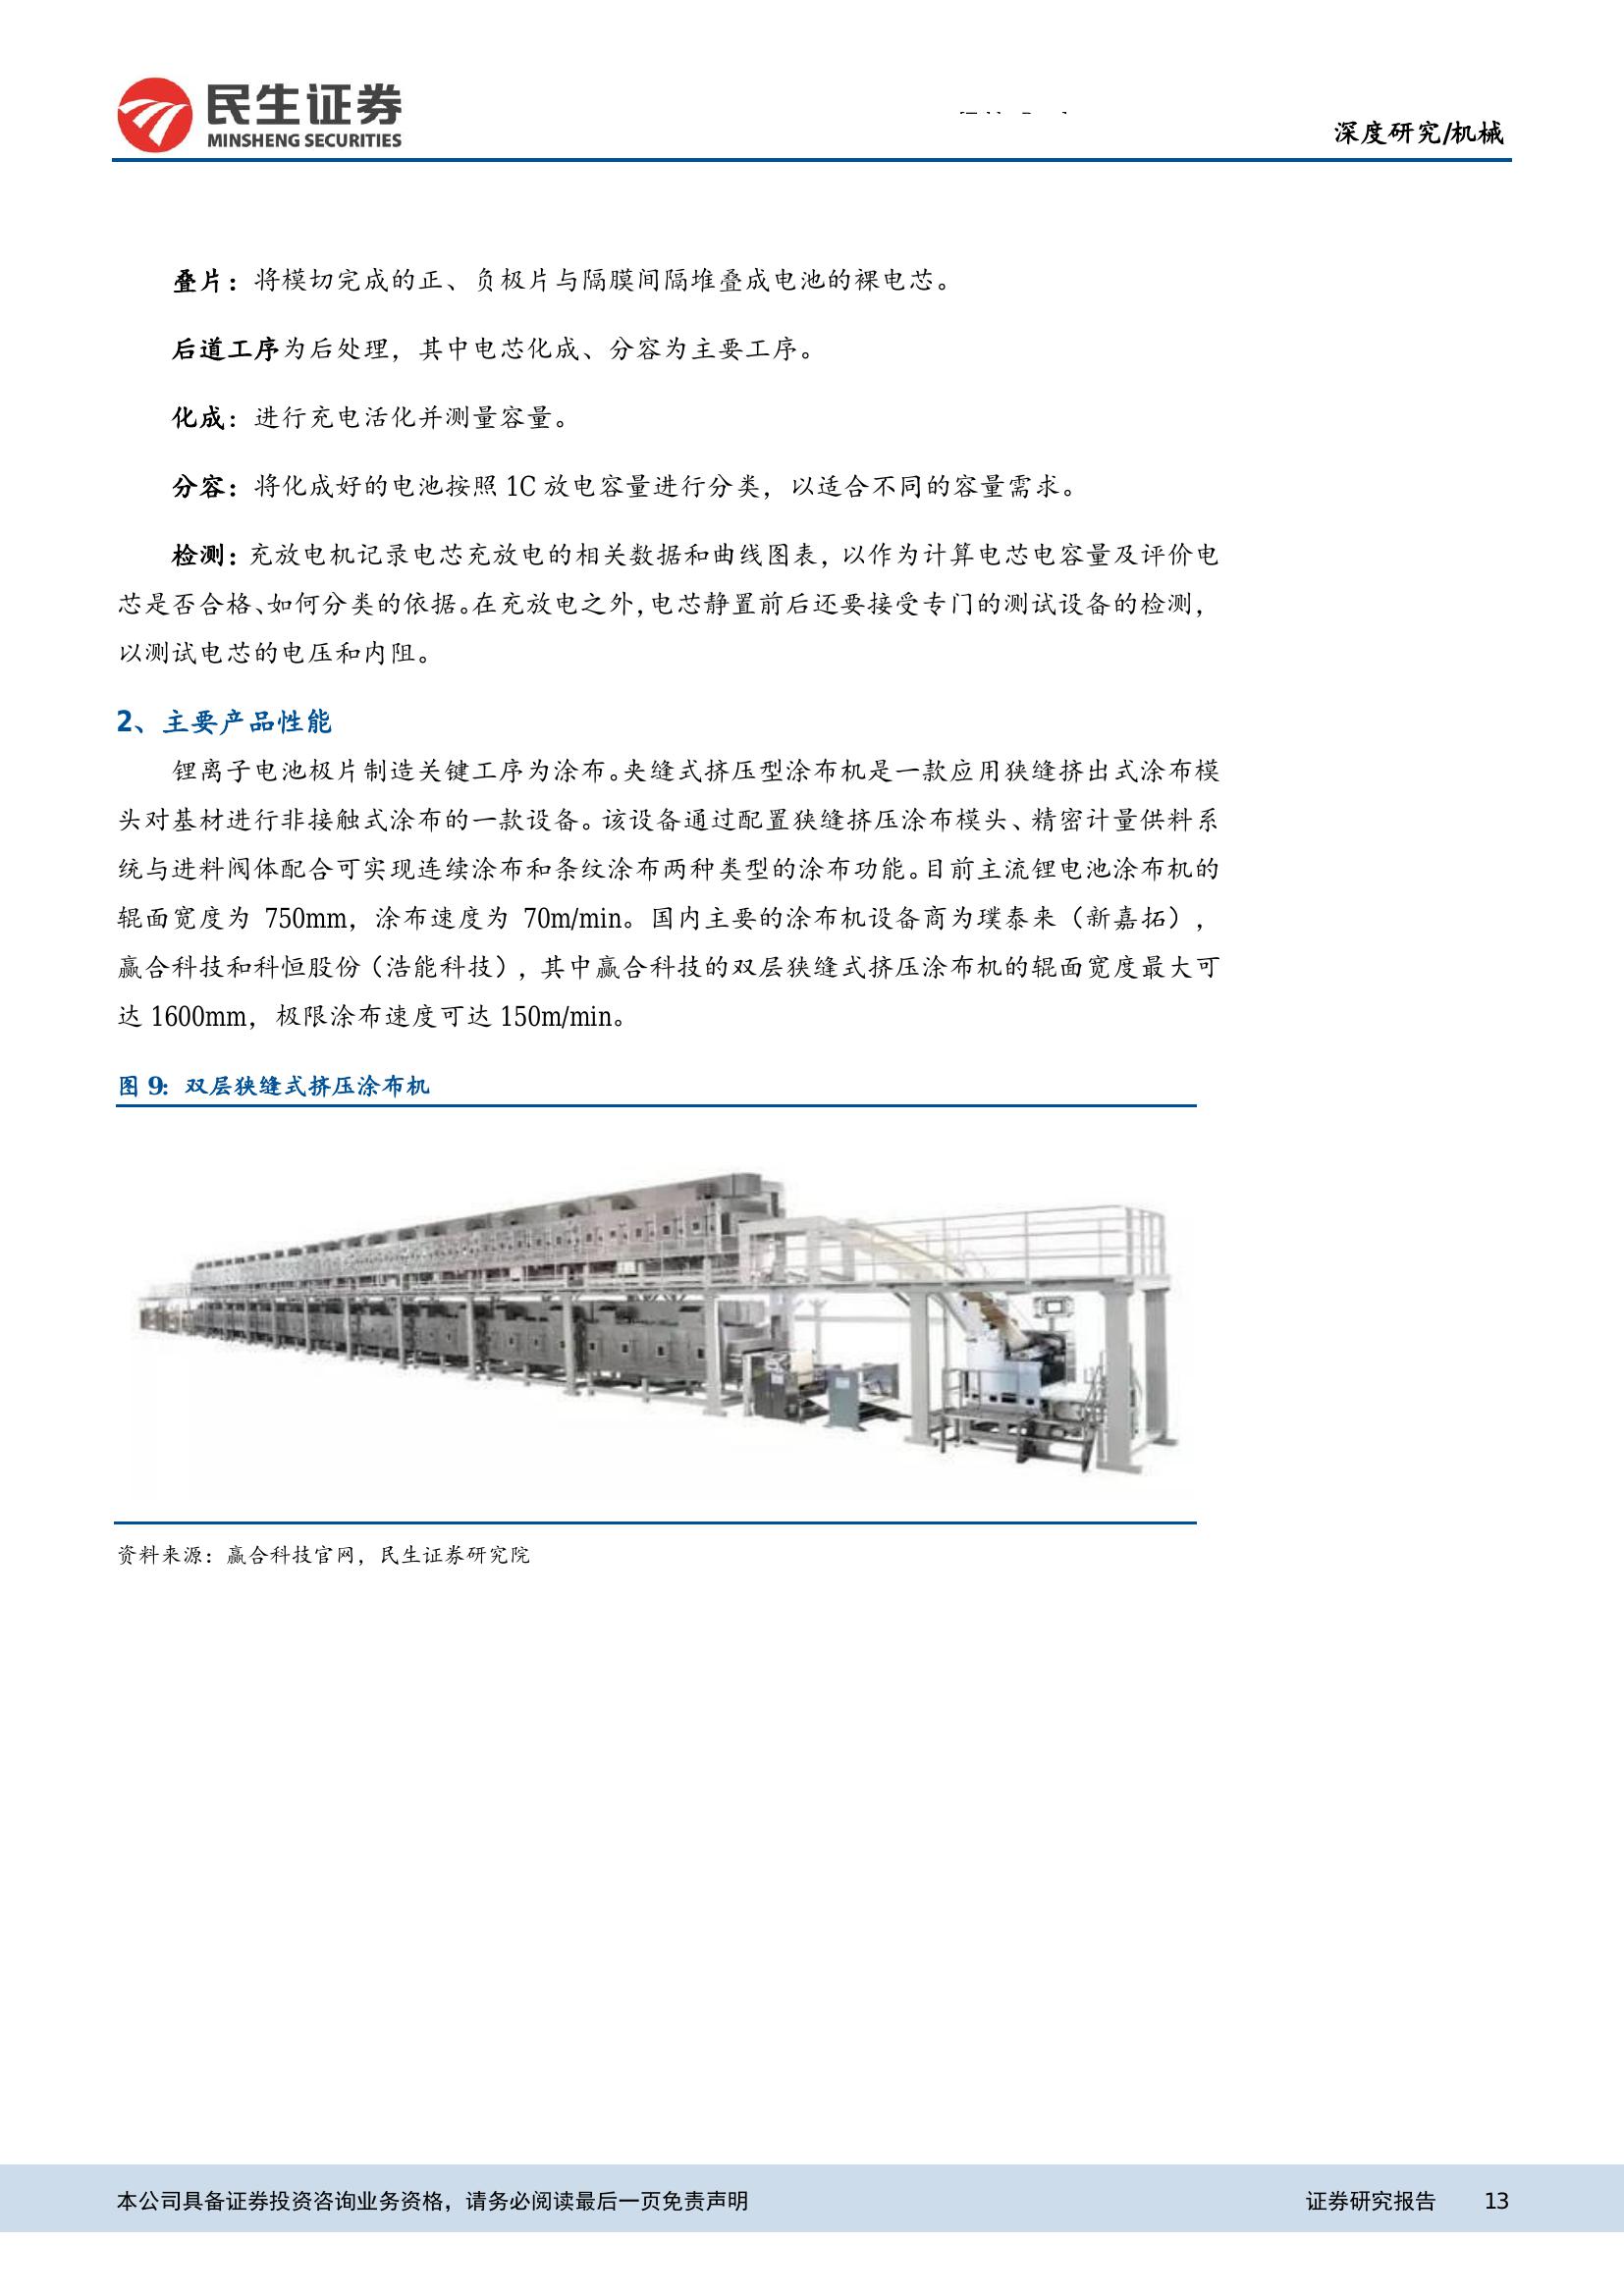 民生证券
MINSHENG SECURITIES
深度研究/机械
叠片：将模切完成的正、负极片与隔膜间隔堆叠成电池的裸电芯。
后道工序为后处理，其中电芯化成、分容为主要工序。
化成：进行充电活化并测量容量。
分容：将化成好的电池按照 1C 放电容量进行分类，以适合不同的容量需求。
检测：充放电机记录电芯充放电的相关数据和曲线图表，以作为计算电芯电容量及评价电
芯是否合格、如何分类的依据。在充放电之外，电芯静置前后还要接受专门的测试设备的检测，
以测试电芯的电压和内阻。
2、主要产品性能
锂离子电池极片制造关键工序为涂布。夹缝式挤压型涂布机是一款应用狭缝挤出式涂布模
头对基材进行非接触式涂布的一款设备。该设备通过配置狭缝挤压涂布模头、精密计量供料系
统与进料阀体配合可实现连续涂布和条纹涂布两种类型的涂布功能。目前主流锂电池涂布机的
辊面宽度为 750mm，涂布速度为 70m/min。国内主要的涂布机设备商为璞泰来（新嘉拓），
赢合科技和科恒股份（浩能科技），其中赢合科技的双层狭缝式挤压涂布机的辊面宽度最大可
达 1600mm，极限涂布速度可达 150m/min。
图 9：双层狭缝式挤压涂布机
资料来源：赢合科技官网，民生证券研究院
本公司具备证券投资咨询业务资格，请务必阅读最后一页免责声明
证券研究报告 13